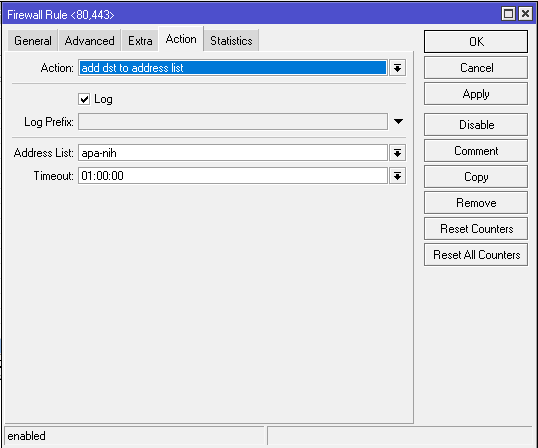 Firewall Rule <80,443>
General Advanced Extra Action Statistics
Action: add dst to address list
Log
Log Prefix:
Address List: apa-nih
Timeout: 01:00:00
OK
Cancel
Apply
Disable
Comment
Copy
Remove
Reset Counters
Reset All Counters
enabled